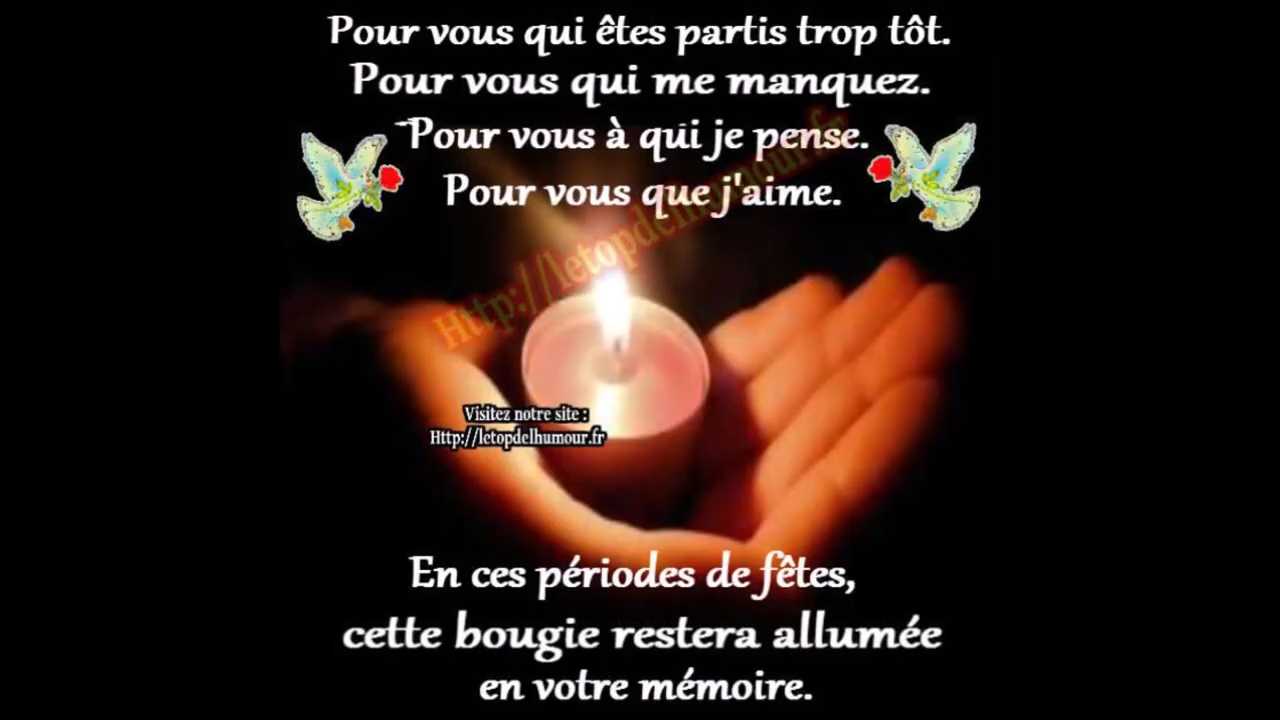 Pour vous qui êtes partis trop tôt.
Pour vous qui me manquez.
Pour vous à qui je pense.
Pour vous que j'aime.
Http://letopdelhumour.fr
Visitez notre site :
Http://letopdelhumour.fr
En ces périodes de fêtes,
cette bougie restera allumée
en votre mémoire.